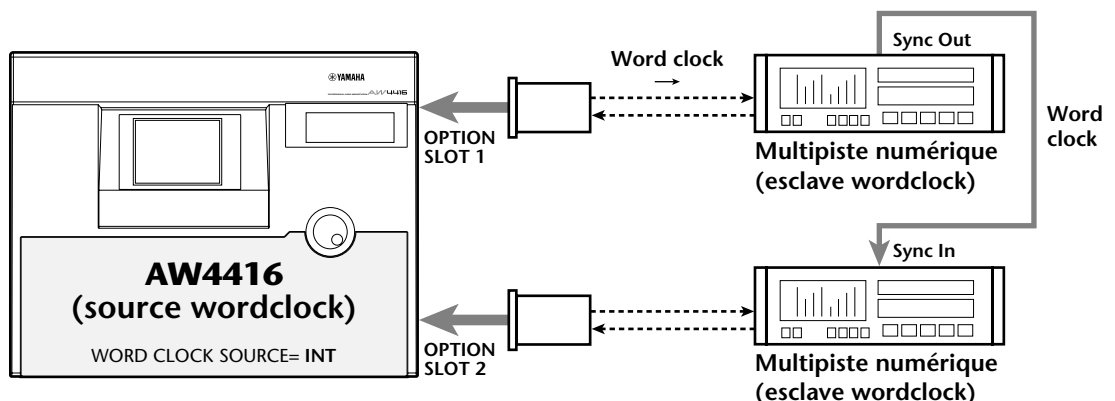 YAMAHA
AW4416
OPTION
SLOT 1
Word clock
→
Sync Out
Multipiste numérique
(esclave wordclock)
Word
clock
AW4416
(source wordclock)
WORD CLOCK SOURCE= INT
OPTION
SLOT 2
Sync In
Multipiste numérique
(esclave wordclock)